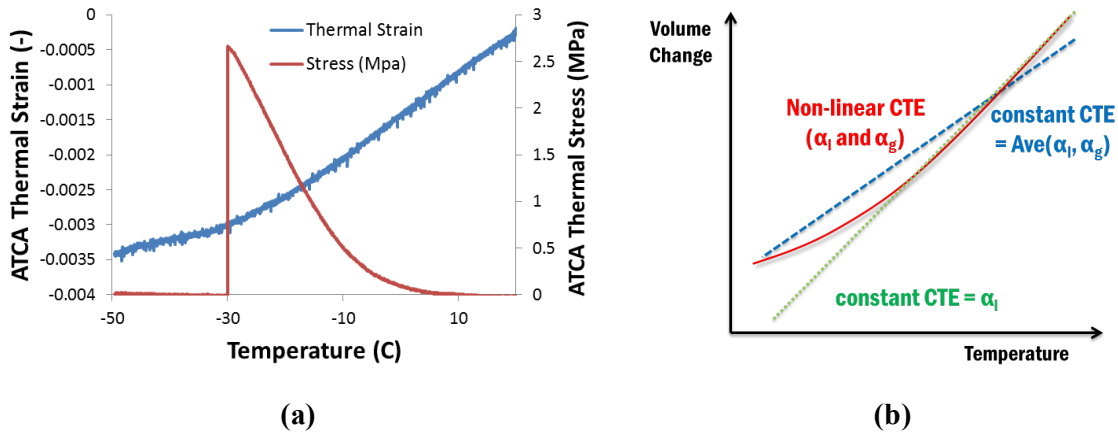 ATCA Thermal Strain (-)
0
-0.0005
-0.001
-0.0015
-0.002
-0.0025
-0.003
-0.0035
-0.004
Thermal Strain
Stress (Mpa)
3
2.5
2
1.5
1
0.5
0
ATCA Thermal Stress (MPa)
-50
-30
-10
10
Temperature (C)
(a)
Volume
Change
Non-linear CTE
(αl and αg)
constant CTE
= Ave(αl, αg)
constant CTE = αl
Temperature
(b)